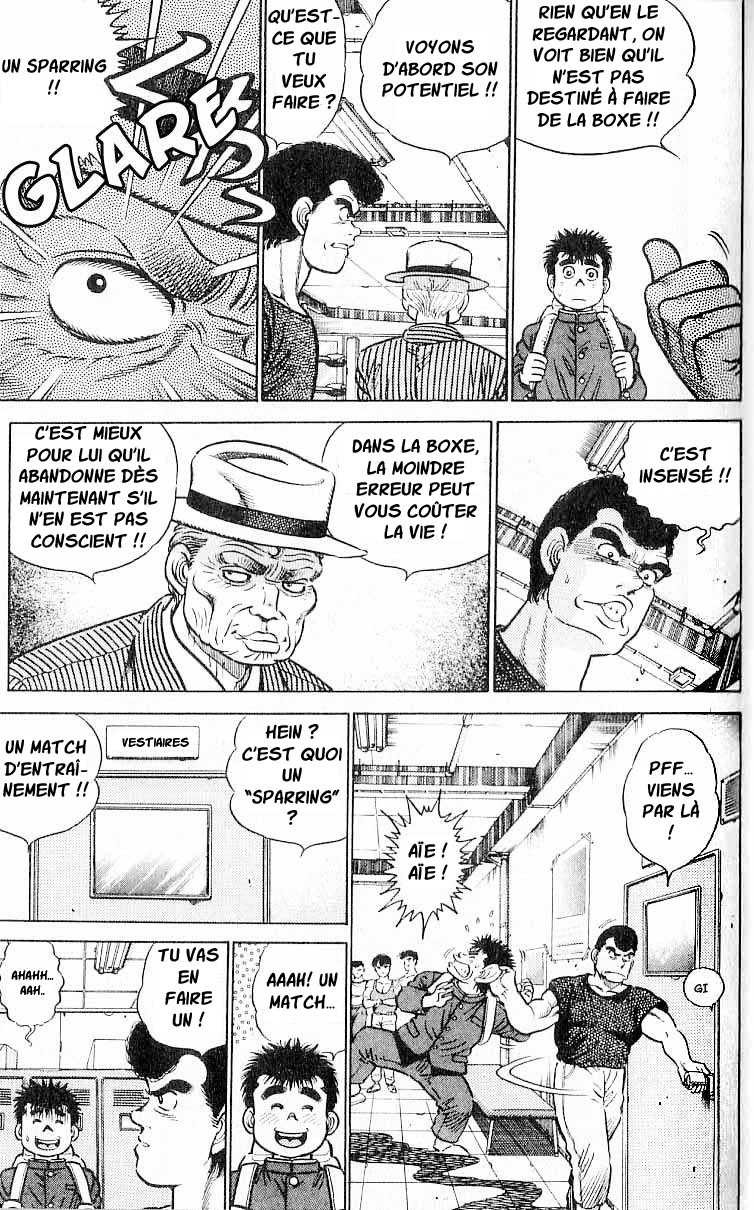 RIEN QU'EN LE
REGARDANT, ON
VOIT BIEN QU'IL
N'EST PAS
DESTINÉ À FAIRE
DE LA BOXE !!
VOYONS
D'ABORD SON
POTENTIEL !!
QU'EST-
CE QUE
TU
VEUX
FAIRE ?
UN SPARRING
!!
GLARE
C'EST
INSENSÉ !!
DANS LA BOXE,
LA MOINDRE
ERREUR PEUT
VOUS COÛTER
LA VIE !
C'EST MIEUX
POUR LUI QU'IL
ABANDONNE DÈS
MAINTENANT S'IL
N'EN EST PAS
CONSCIENT !!
PFF...
VIENS
PAR LÀ
!
GI
AÏE !
AÏE !
HEIN ?
C'EST QUOI
UN
"SPARRING"
?
VESTIAIRES
UN MATCH
D'ENTRAÎ-
NEMENT !!
AAAH! UN
MATCH...
TU VAS
EN
FAIRE
UN !
AHAHH...
AAH..